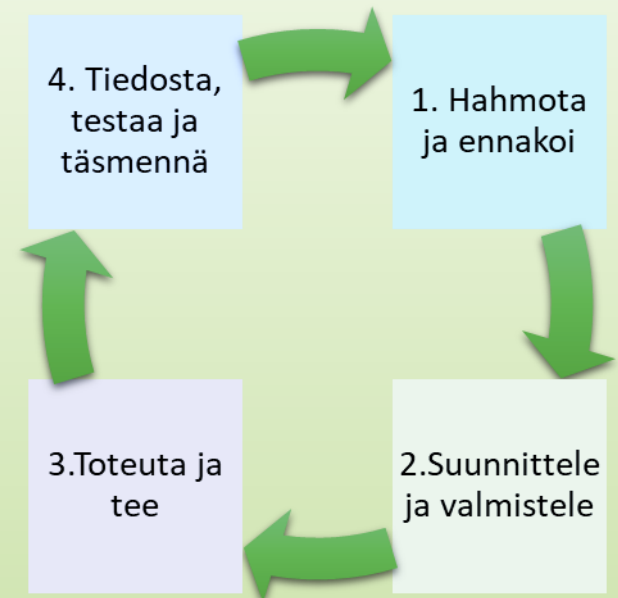 4. Tiedosta,
testaa ja
täsmennä
1. Hahmota
ja ennakoi
3.Toteuta ja
tee
2.Suunnittele
ja valmistele